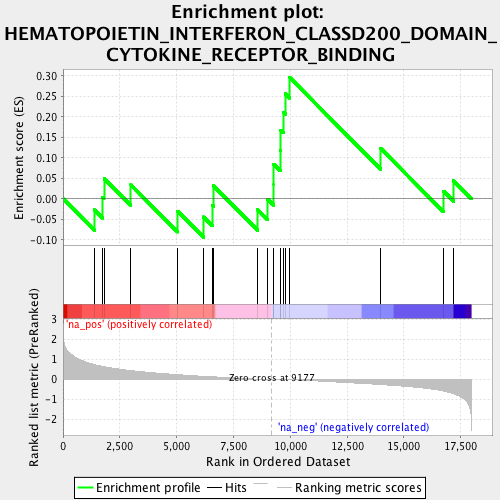 Enrichment plot:
HEMATOPOIETIN_INTERFERON_CLASSD200_DOMAIN_
CYTOKINE_RECEPTOR_BINDING
Enrichment score (ES)
0.30
0.25
0.20
0.15
0.10
0.05
0.00
-0.05
-0.10
'na_pos' (positively correlated)
Ranked list metric (PreRanked)
3
2
1
0
-1
-2
Zero cross at 9177
'na_neg' (negatively correlated)
0 2,500 5,000 7,500 10,000 12,500 15,000 17,500
Rank in Ordered Dataset
Enrichment profile Hits Ranking metric scores